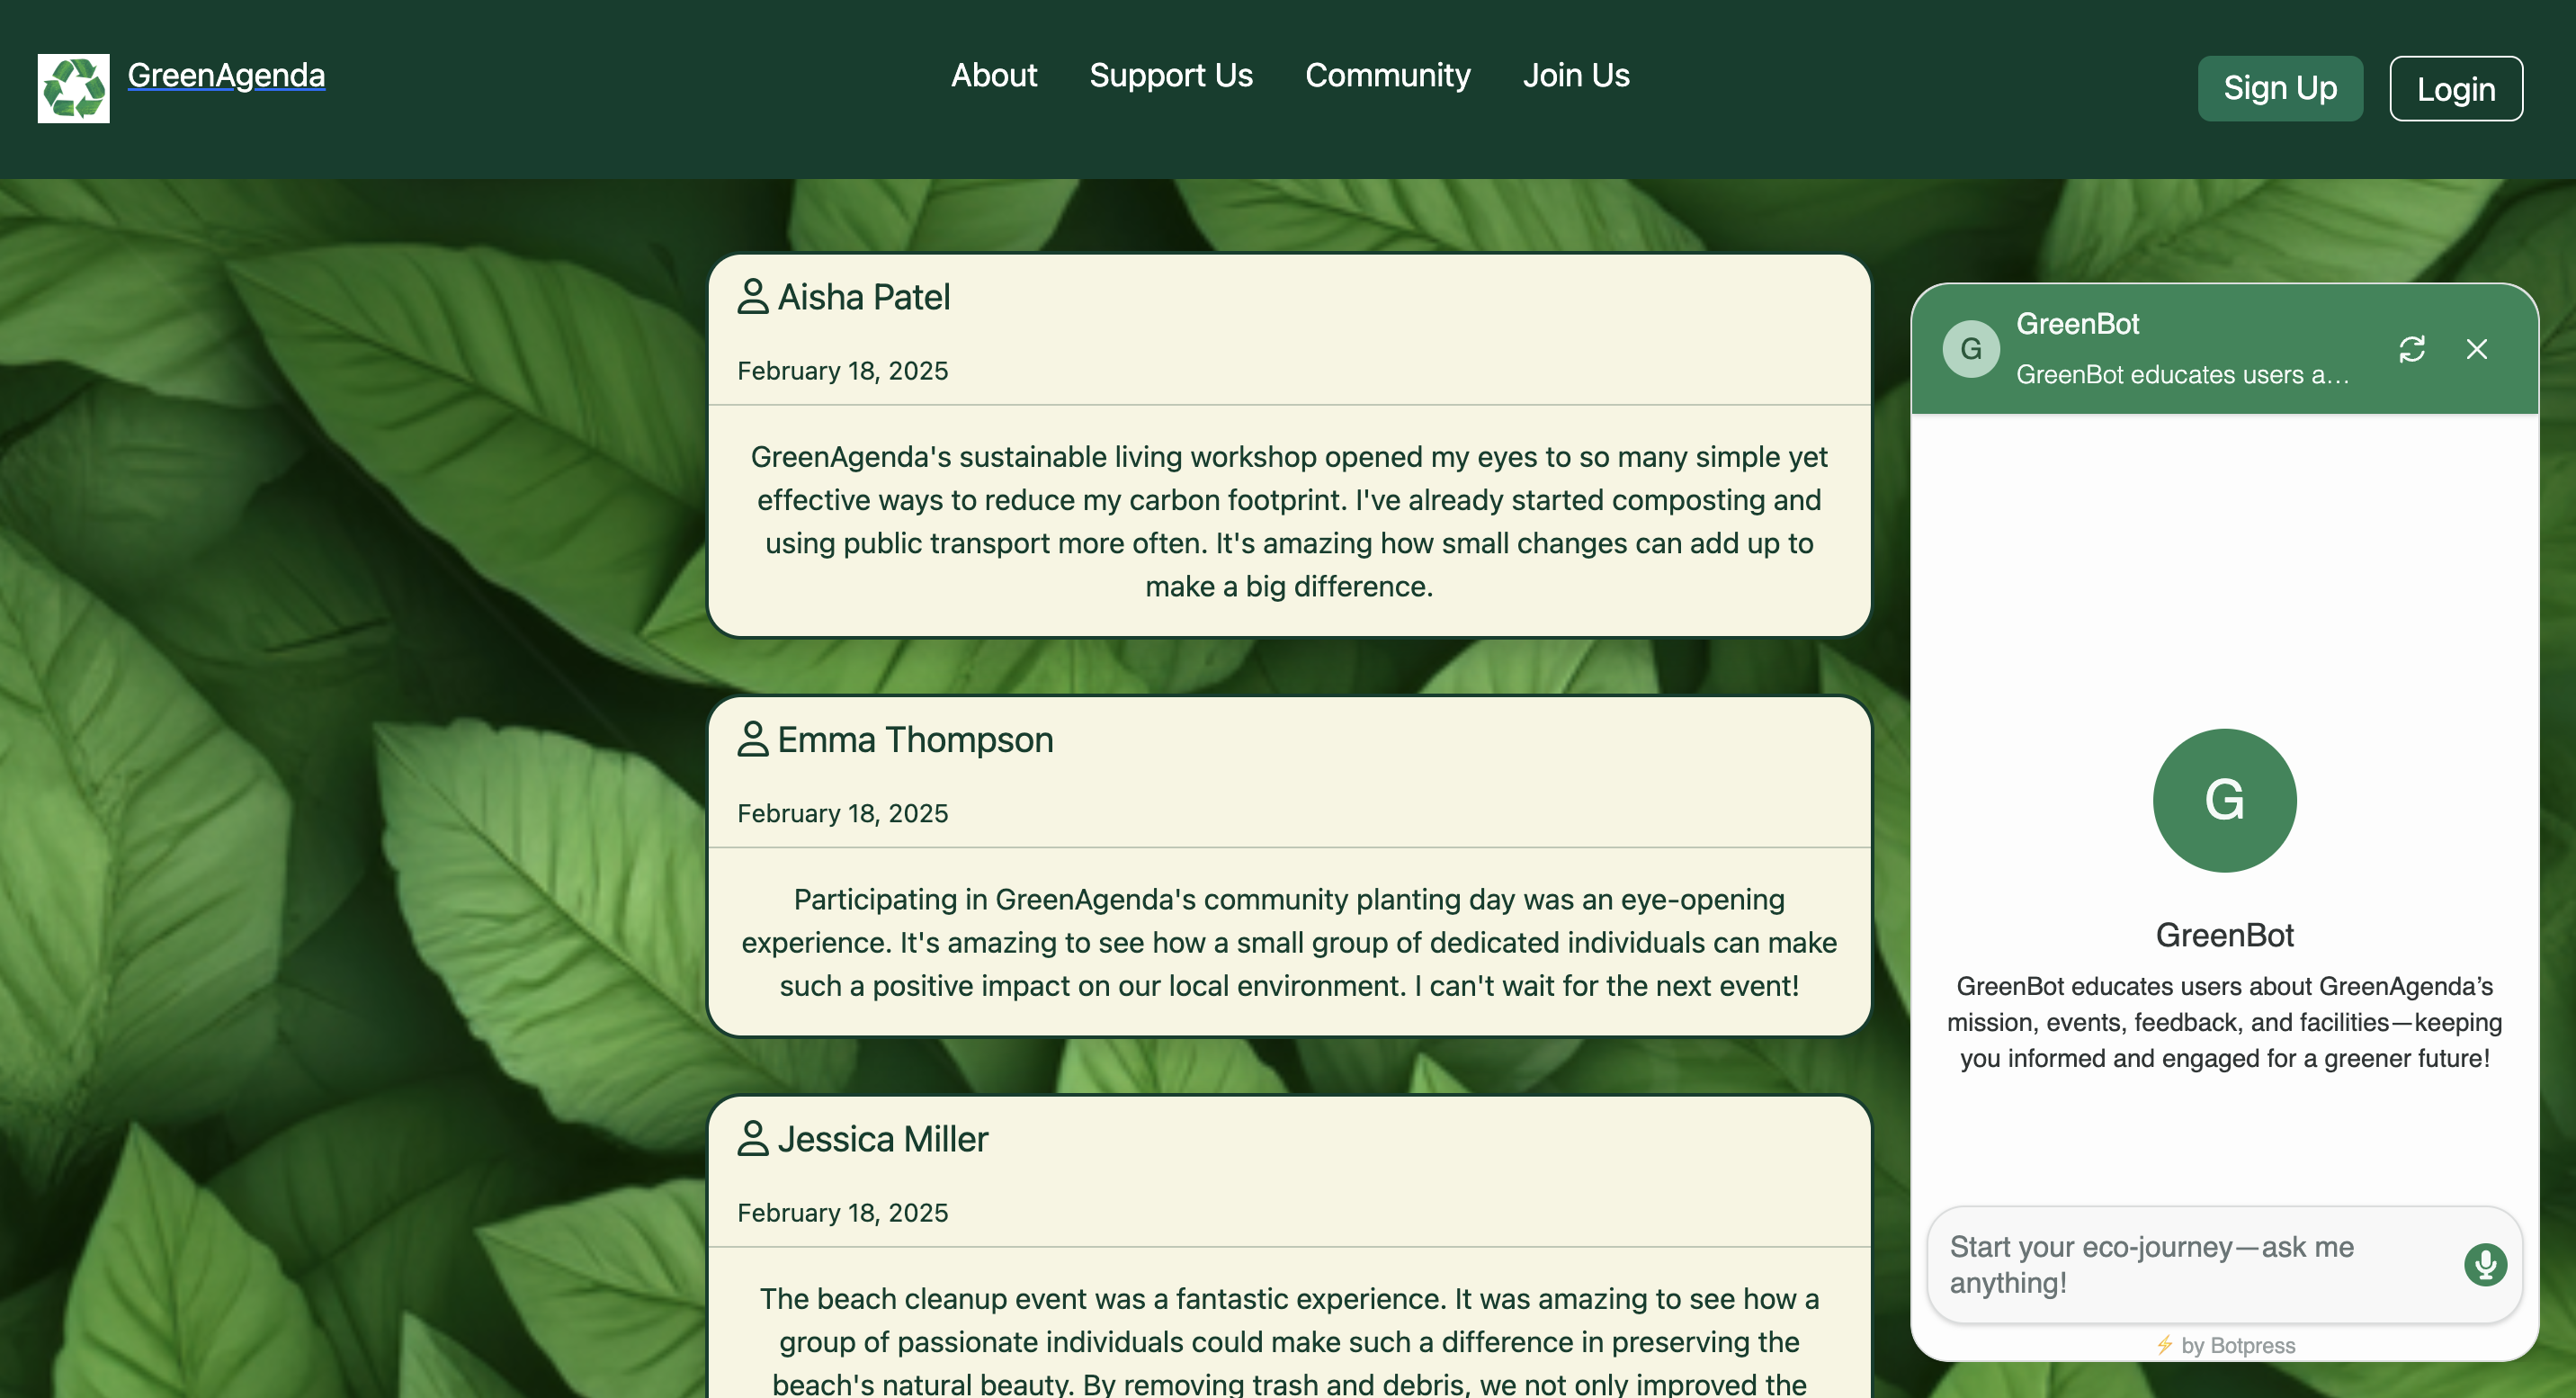 GreenAgenda
About
Support Us
Community
Join Us
Sign Up
Login
Aisha Patel
February 18, 2025
GreenAgenda's sustainable living workshop opened my eyes to so many simple yet
effective ways to reduce my carbon footprint. I've already started composting and
using public transport more often. It's amazing how small changes can add up to
make a big difference.
Emma Thompson
February 18, 2025
Participating in GreenAgenda's community planting day was an eye-opening
experience. It's amazing to see how a small group of dedicated individuals can make
such a positive impact on our local environment. I can't wait for the next event!
Jessica Miller
February 18, 2025
The beach cleanup event was a fantastic experience. It was amazing to see how a
group of passionate individuals could make such a difference in preserving the
beach's natural beauty. By removing trash and debris, we not only improved the
G
GreenBot
GreenBot educates users a...
G
GreenBot
GreenBot educates users about GreenAgenda’s
mission, events, feedback, and facilities—keeping
you informed and engaged for a greener future!
Start your eco-journey—ask me
anything!
⚡ by Botpress